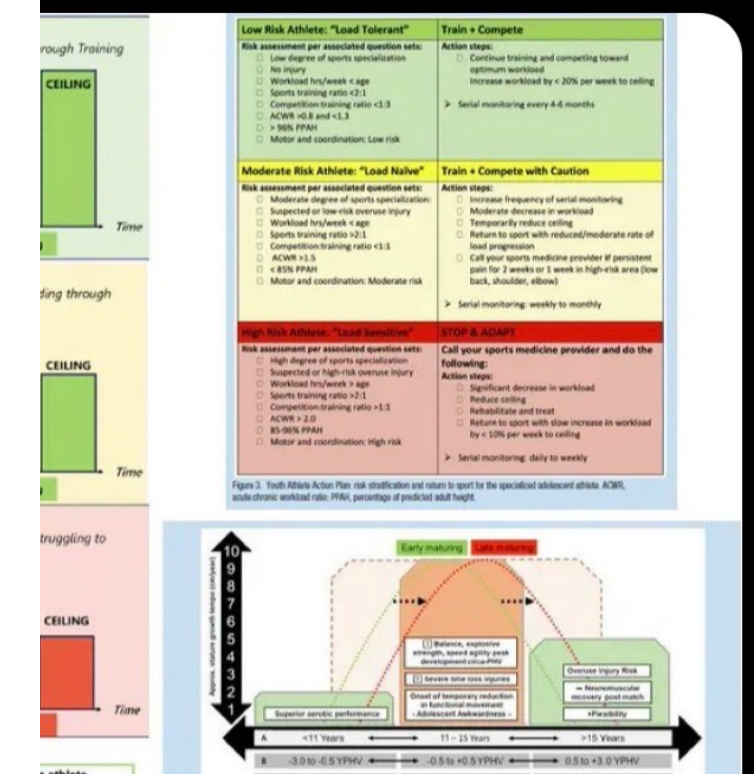 rough Training
CEILING
Time
ding through
CEILING
Time
truggling to
CEILING
Time
athlete
Low Risk Athlete: "Load Tolerant"
Train + Compete
Risk assessment per associated question sets:
Low degree of sports specialization
No injury
Workload hrs/week < age
Sports training ratio <2:1
Competition:training ratio <1:3
ACWR >0.8 and <1.3
> 96% PPAH
Motor and coordination: Low risk
Action steps:
Continue training and competing toward
optimum workload
Increase workload by < 20% per week to ceiling
➢ Serial monitoring every 4-6 months
Moderate Risk Athlete: "Load Naïve"
Train + Compete with Caution
Risk assessment per associated question sets:
Moderate degree of sports specialization:
Suspected or low-risk overuse injury
Workload hrs/week < age
Sports training ratio >2:1
Competition:training ratio <1:1
ACWR >1.5
< 85% PPAH
Motor and coordination: Moderate risk
Action steps:
Increase frequency of serial monitoring
Moderate decrease in workload
Temporarily reduce ceiling
Return to sport with reduced/moderate rate of
load progression
Call your sports medicine provider if persistent
pain for 2 weeks or 1 week in high-risk area (low
back, shoulder, elbow)
➢ Serial monitoring: weekly to monthly
High Risk Athlete: "Load Sensitive"
STOP & ADAPT
Risk assessment per associated question sets:
High degree of sports specialization
Suspected or high-risk overuse injury
Workload hrs/week > age
Sports training ratio >2:1
Competition:training ratio >1:1
ACWR > 2.0
85-96% PPAH
Motor and coordination: High risk
Call your sports medicine provider and do the
following:
Action steps:
Significant decrease in workload
Reduce ceiling
Rehabilitate and treat
Return to sport with slow increase in workload
by < 10% per week to ceiling
➢ Serial monitoring: daily to weekly
Figure 3. Youth Athlete Action Plan: risk stratification and return to sport for the specialized adolescent athlete. ACWR,
acute:chronic workload ratio; PPAH, percentage of predicted adult height.
Early maturing
Late maturing
Approx. stature growth tempo (cm/year)
10
9
8
7
6
5
4
3
2
1
Balance, explosive
strength, speed agility peak
development circa-PHV
Severe time loss injuries
Onset of temporary reduction
in functional movement
- Adolescent Awkwardness -
Superior aerobic performance
Overuse Injury Risk
Neuromuscular
recovery post match
+Flexibility
A <11 Years 11 – 15 Years >15 Years
B -3.0 to -0.5 YPHV -0.5 to +0.5 YPHV 0.5 to +3.0 YPHV